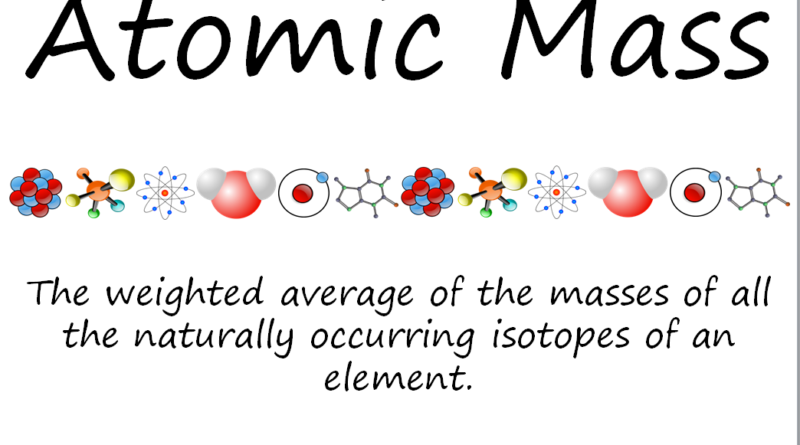 Atomic Mass
The weighted average of the masses of all
the naturally occurring isotopes of an
element.